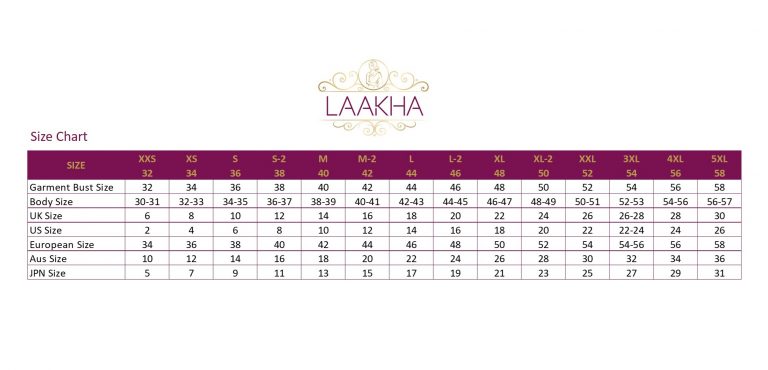 LAAKHA
Size Chart
SIZE XXS XS S S-2 M M-2 L L-2 XL XL-2 XXL 3XL 4XL 5XL
32 34 36 38 40 42 44 46 48 50 52 54 56 58
Garment Bust Size 32 34 36 38 40 42 44 46 48 50 52 54 56 58
Body Size 30-31 32-33 34-35 36-37 38-39 40-41 42-43 44-45 46-47 48-49 50-51 52-53 54-56 56-57
UK Size 6 8 10 12 14 16 18 20 22 24 26 26-28 28 30
US Size 2 4 6 8 10 12 14 16 18 20 22 22-24 24 26
European Size 34 36 38 40 42 44 46 48 50 52 54 54-56 56 58
Aus Size 10 12 14 16 18 20 22 24 26 28 30 32 34 36
JPN Size 5 7 9 11 13 15 17 19 21 23 25 27 29 31